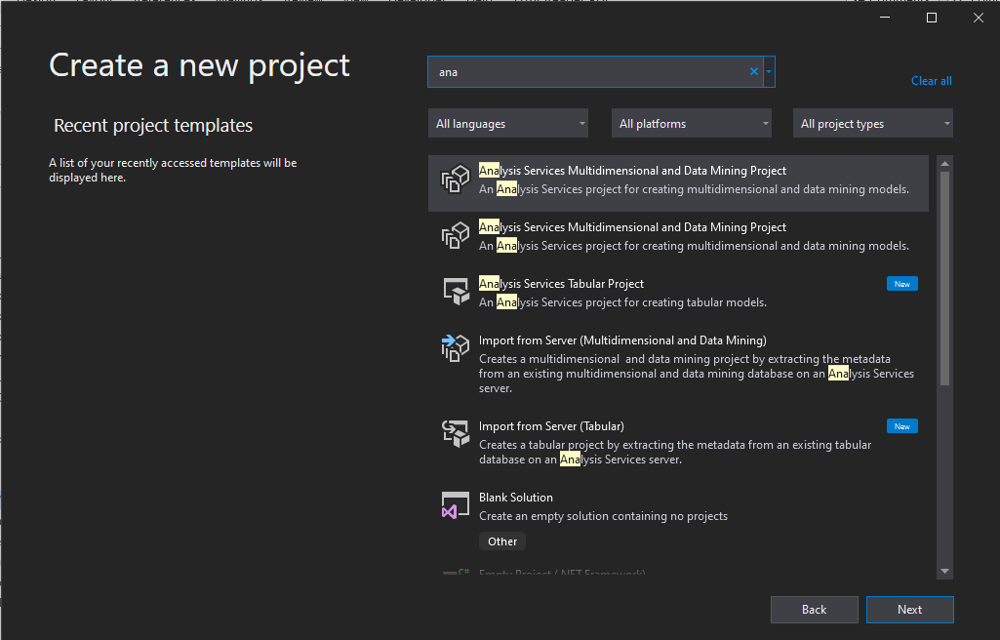 Create a new project
ana
Clear all
Recent project templates
A list of your recently accessed templates will be
displayed here.
All languages
All platforms
All project types
Analysis Services Multidimensional and Data Mining Project
An Analysis Services project for creating multidimensional and data mining models.
Analysis Services Multidimensional and Data Mining Project
An Analysis Services project for creating multidimensional and data mining models.
Analysis Services Tabular Project
New
An Analysis Services project for creating tabular models.
Import from Server (Multidimensional and Data Mining)
Creates a multidimensional and data mining project by extracting the metadata
from an existing multidimensional and data mining database on an Analysis Services
server.
Import from Server (Tabular)
New
Creates a tabular project by extracting the metadata from an existing tabular
database on an Analysis Services server.
Blank Solution
Create an empty solution containing no projects
Other
Empty Project (.NET Framework)
Back
Next